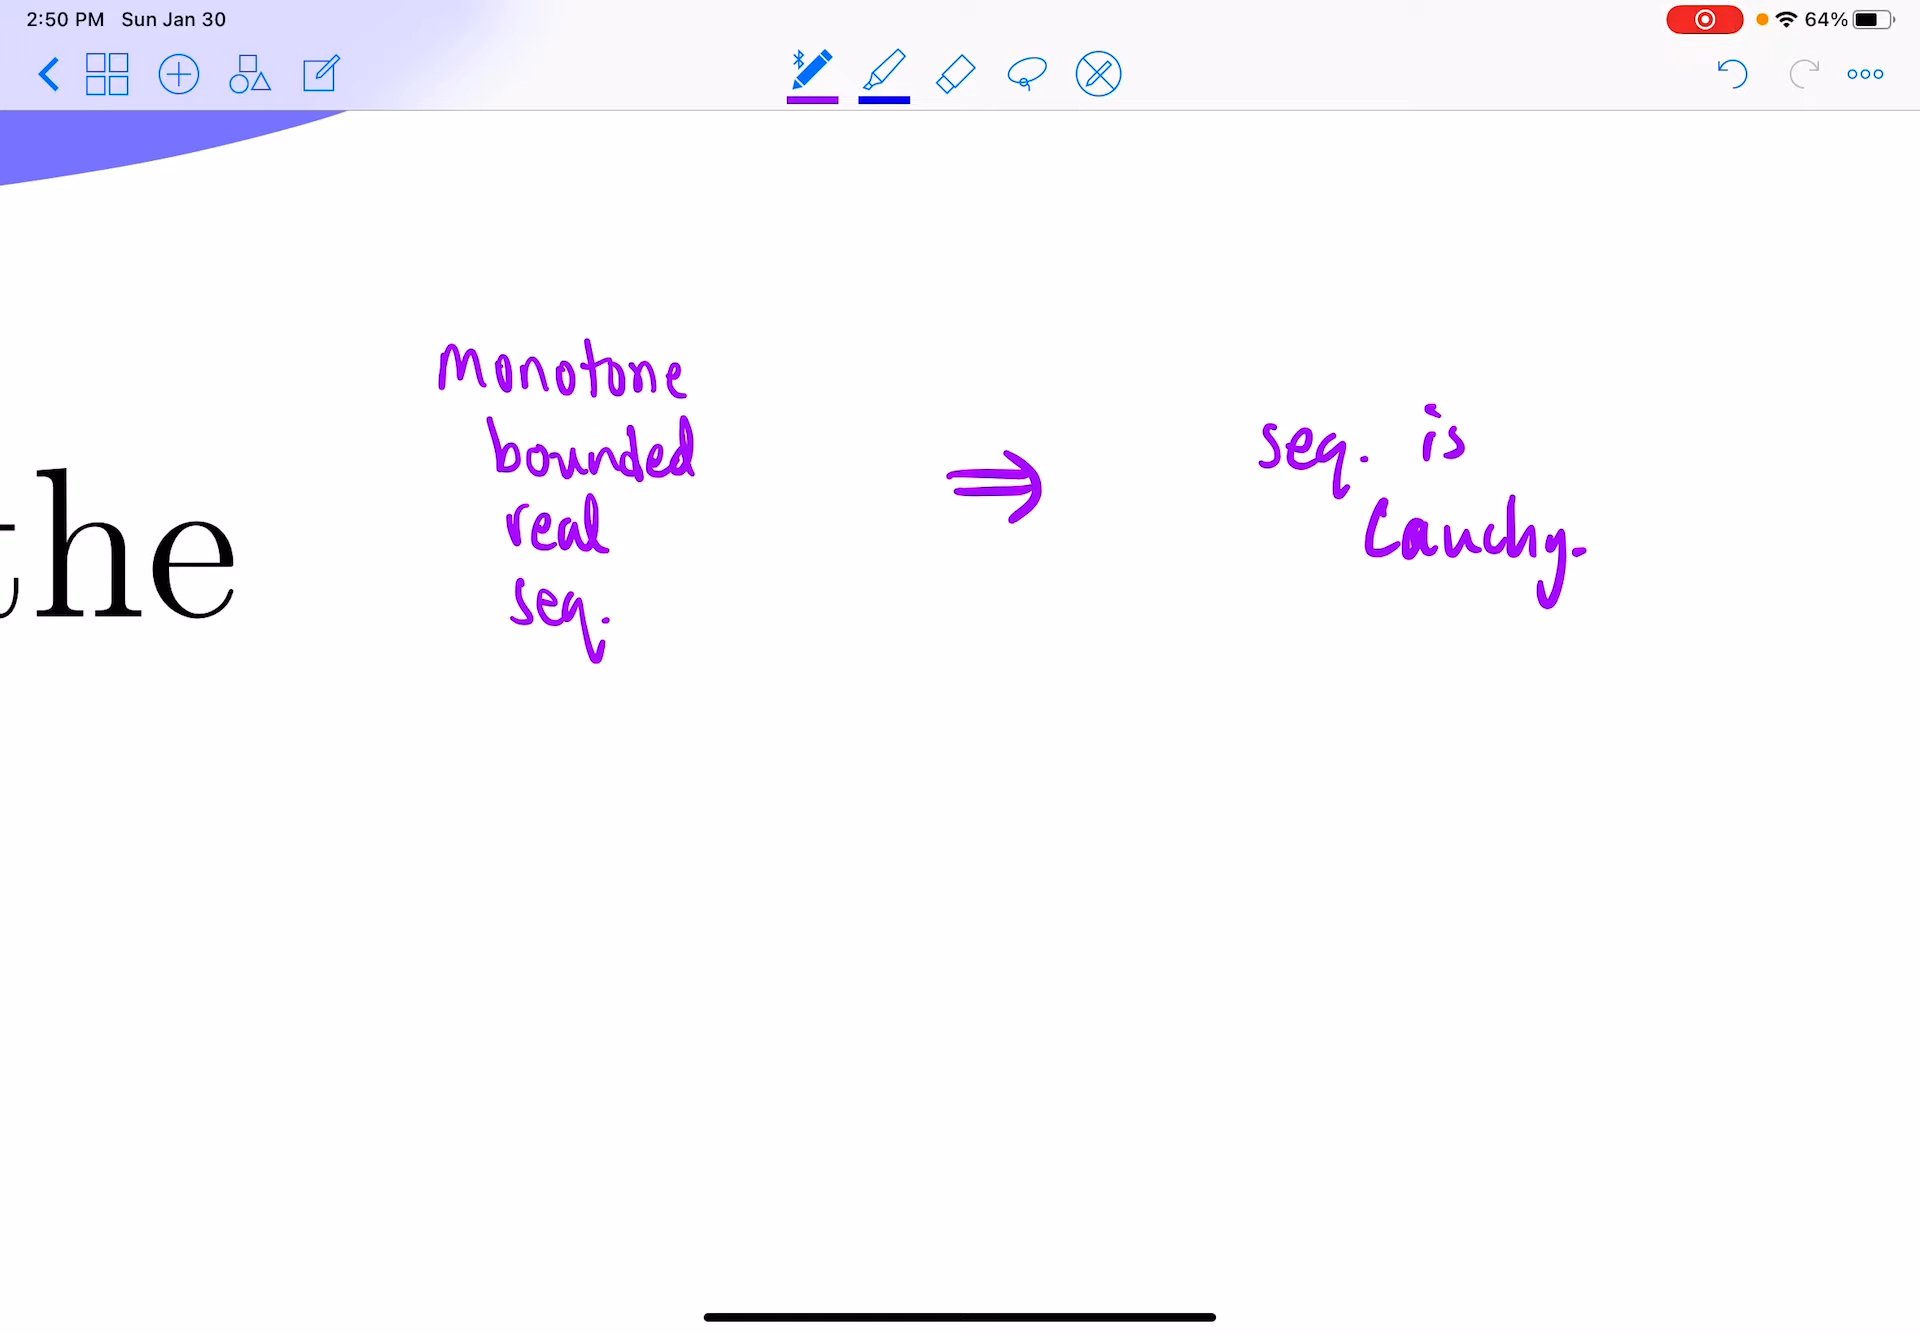 2:50 PM Sun Jan 30
64%
monotone
bounded
real
seq.
the
⇒
seq. is
Cauchy.